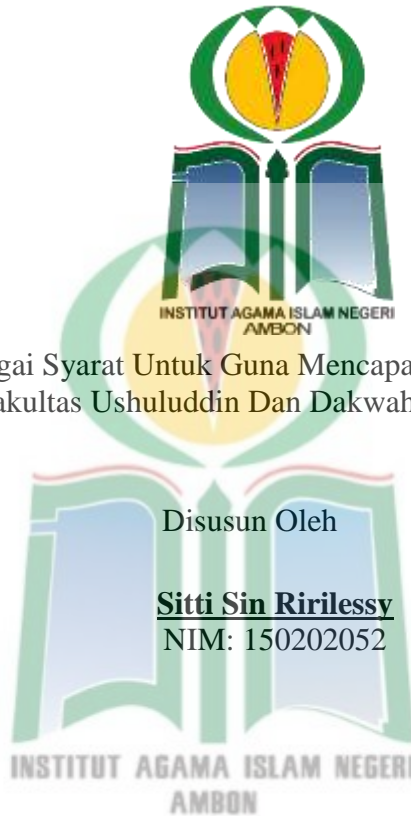 INSTITUT AGAMA ISLAM NEGERI
AMBON
gai Syarat Untuk Guna Mencapa
akultas Ushuluddin Dan Dakwah
Disusun Oleh
Sitti Sin Ririlessy
NIM: 150202052
INSTITUT AGAMA ISLAM NEGERI
AMBON